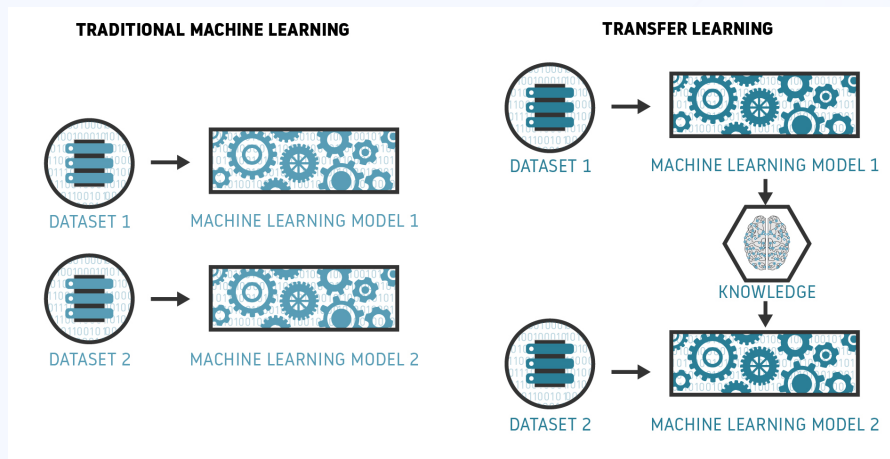 TRADITIONAL MACHINE LEARNING
DATASET 1
MACHINE LEARNING MODEL 1
DATASET 2
MACHINE LEARNING MODEL 2
TRANSFER LEARNING
DATASET 1
MACHINE LEARNING MODEL 1
KNOWLEDGE
DATASET 2
MACHINE LEARNING MODEL 2